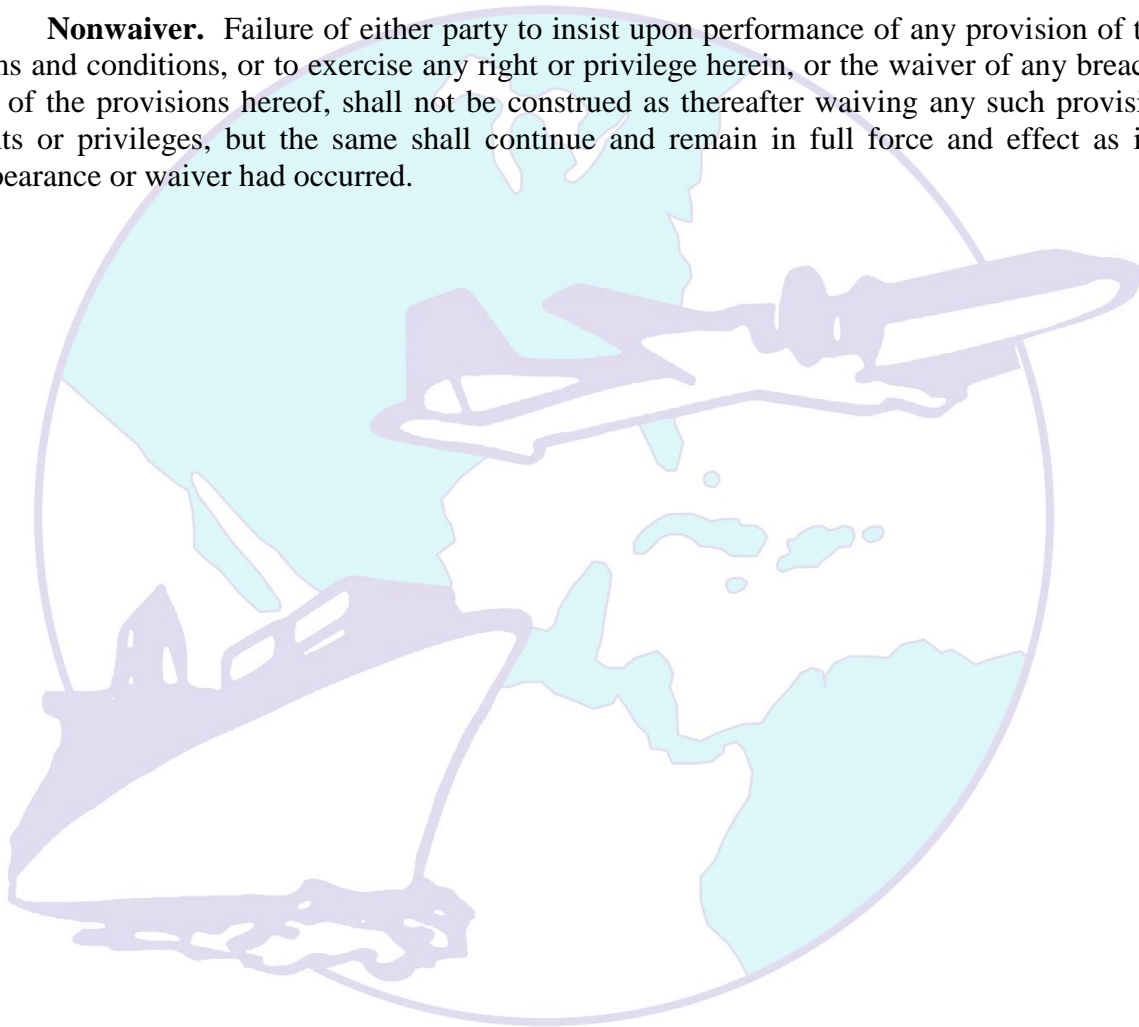 Nonwaiver. Failure of either party to insist upon performance of any provision of t
ns and conditions, or to exercise any right or privilege herein, or the waiver of any breac
of the provisions hereof, shall not be construed as thereafter waiving any such provisi
ts or privileges, but the same shall continue and remain in full force and effect as i
bearance or waiver had occurred.